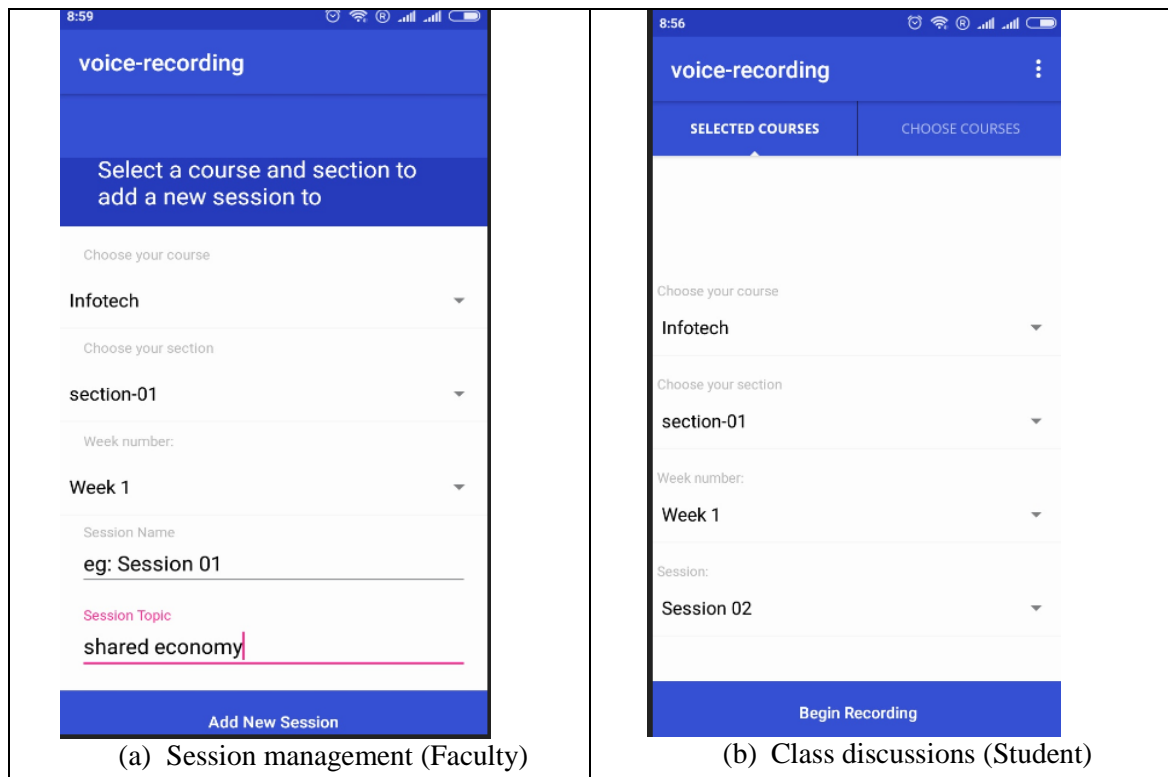 8:59
voice-recording
Select a course and section to
add a new session to
Choose your course
Infotech
Choose your section
section-01
Week number:
Week 1
Session Name
eg: Session 01
Session Topic
shared economy
Add New Session
(a) Session management (Faculty)
8:56
voice-recording
SELECTED COURSES
CHOOSE COURSES
Choose your course
Infotech
Choose your section
section-01
Week number:
Week 1
Session:
Session 02
Begin Recording
(b) Class discussions (Student)